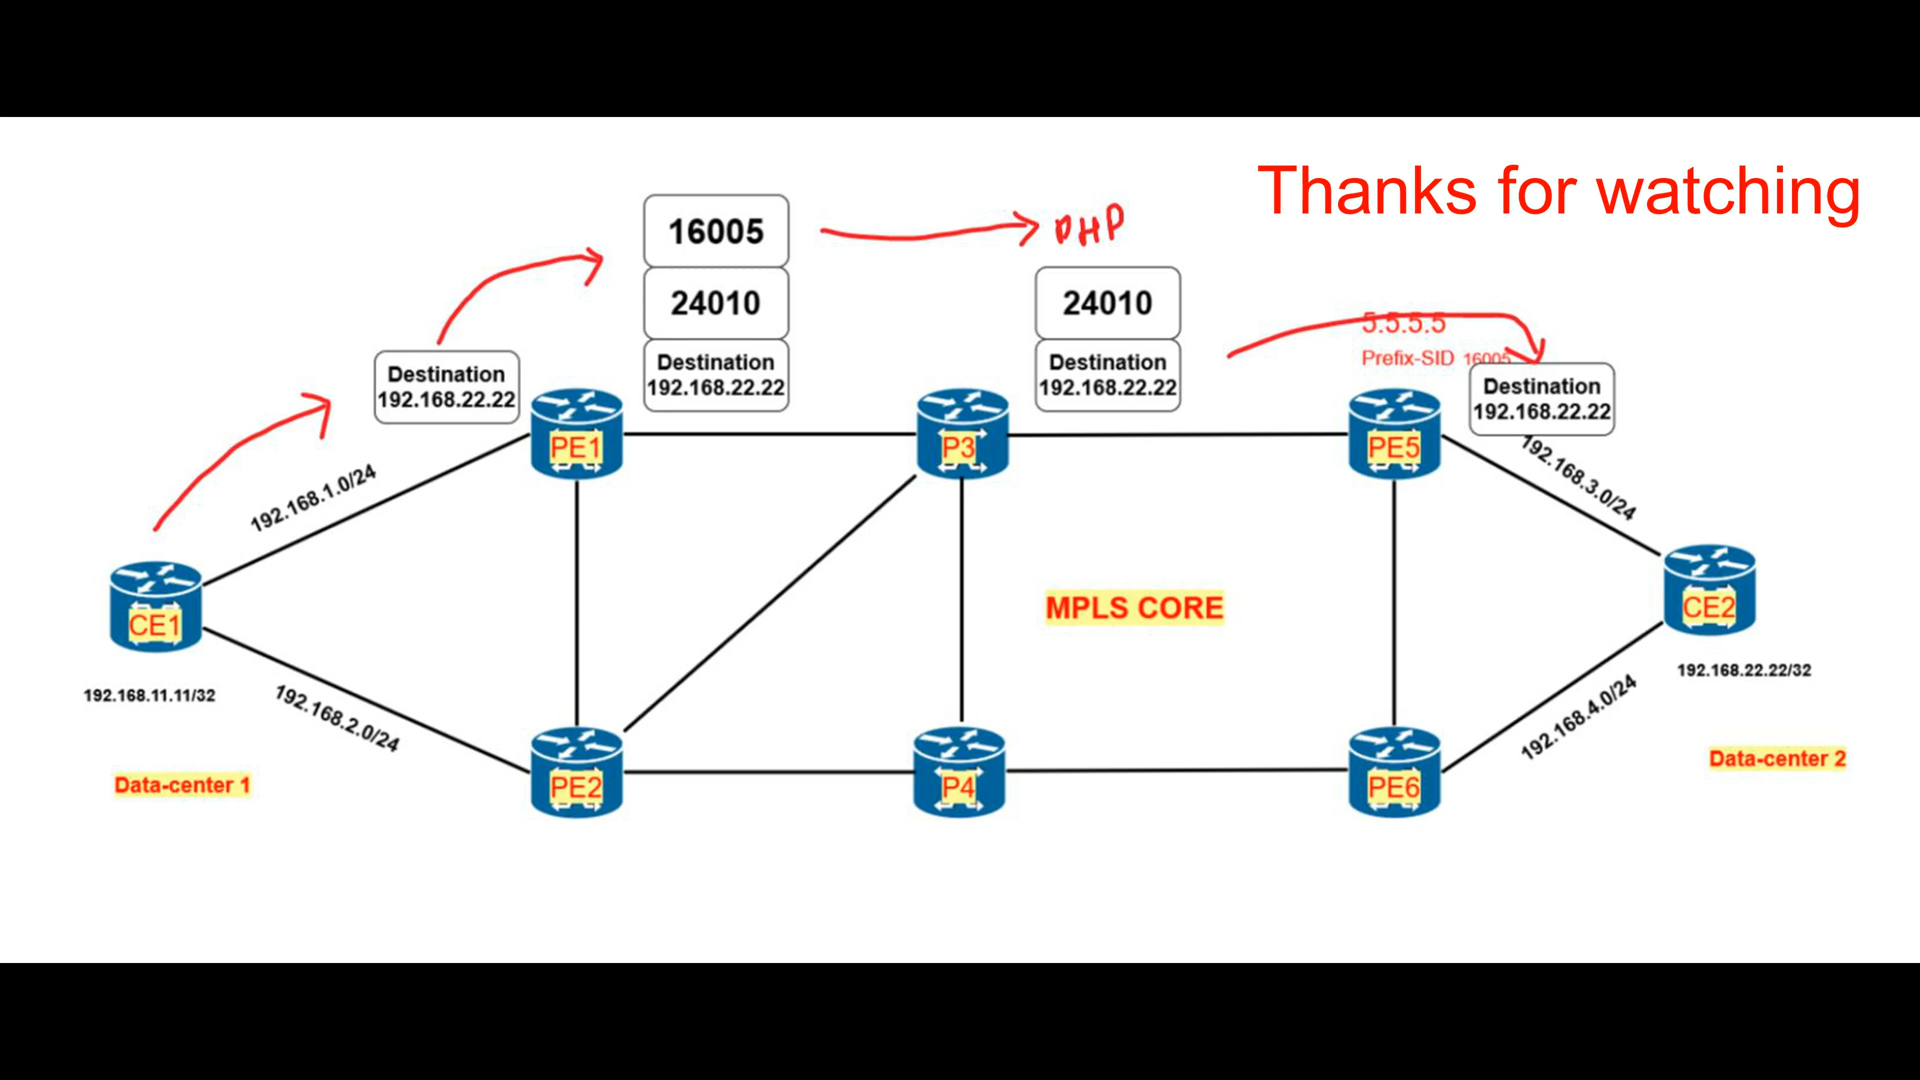 Thanks for watching
16005
PHP
24010
24010
5.5.5.5
Prefix-SID 16005
Destination
192.168.22.22
Destination
192.168.22.22
Destination
192.168.22.22
Destination
192.168.22.22
PE1
P3
PE5
192.168.1.0/24
192.168.3.0/24
CE1
MPLS CORE
CE2
192.168.11.11/32
192.168.22.22/32
192.168.2.0/24
192.168.4.0/24
Data-center 1
PE2
P4
PE6
Data-center 2